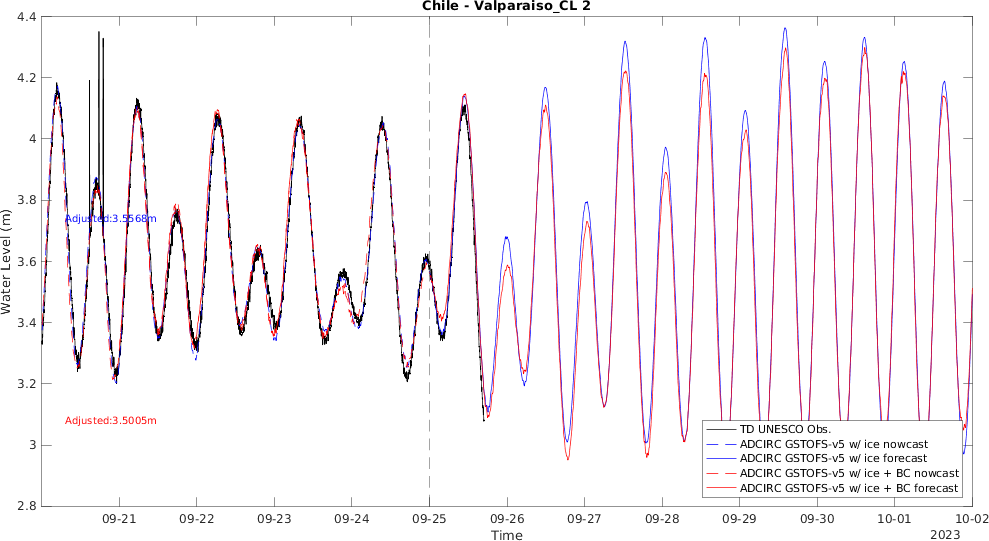 Chile - Valparaiso_CL 2
Water Level (m)
4.4
4.2
4
3.8
3.6
3.4
3.2
3
2.8
Adjusted:3.5568m
Adjusted:3.5005m
TD UNESCO Obs.
ADCIRC GSTOFS-v5 w/ ice nowcast
ADCIRC GSTOFS-v5 w/ ice forecast
ADCIRC GSTOFS-v5 w/ ice + BC nowcast
ADCIRC GSTOFS-v5 w/ ice + BC forecast
09-21 09-22 09-23 09-24 09-25 09-26 09-27 09-28 09-29 09-30 10-01 10-02
Time
2023